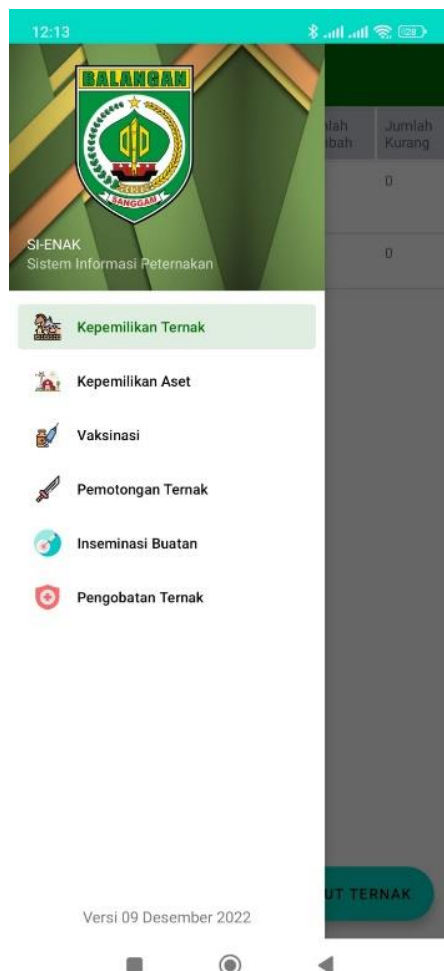 12:13
BALANGAN
SANGGAM
SI-ENAK
Sistem Informasi Peternakan
Jumlah
Kurang
0
0
Kepemilikan Ternak
Kepemilikan Aset
Vaksinasi
Pemotongan Ternak
Inseminasi Buatan
Pengobatan Ternak
UT TERNAK
Versi 09 Desember 2022